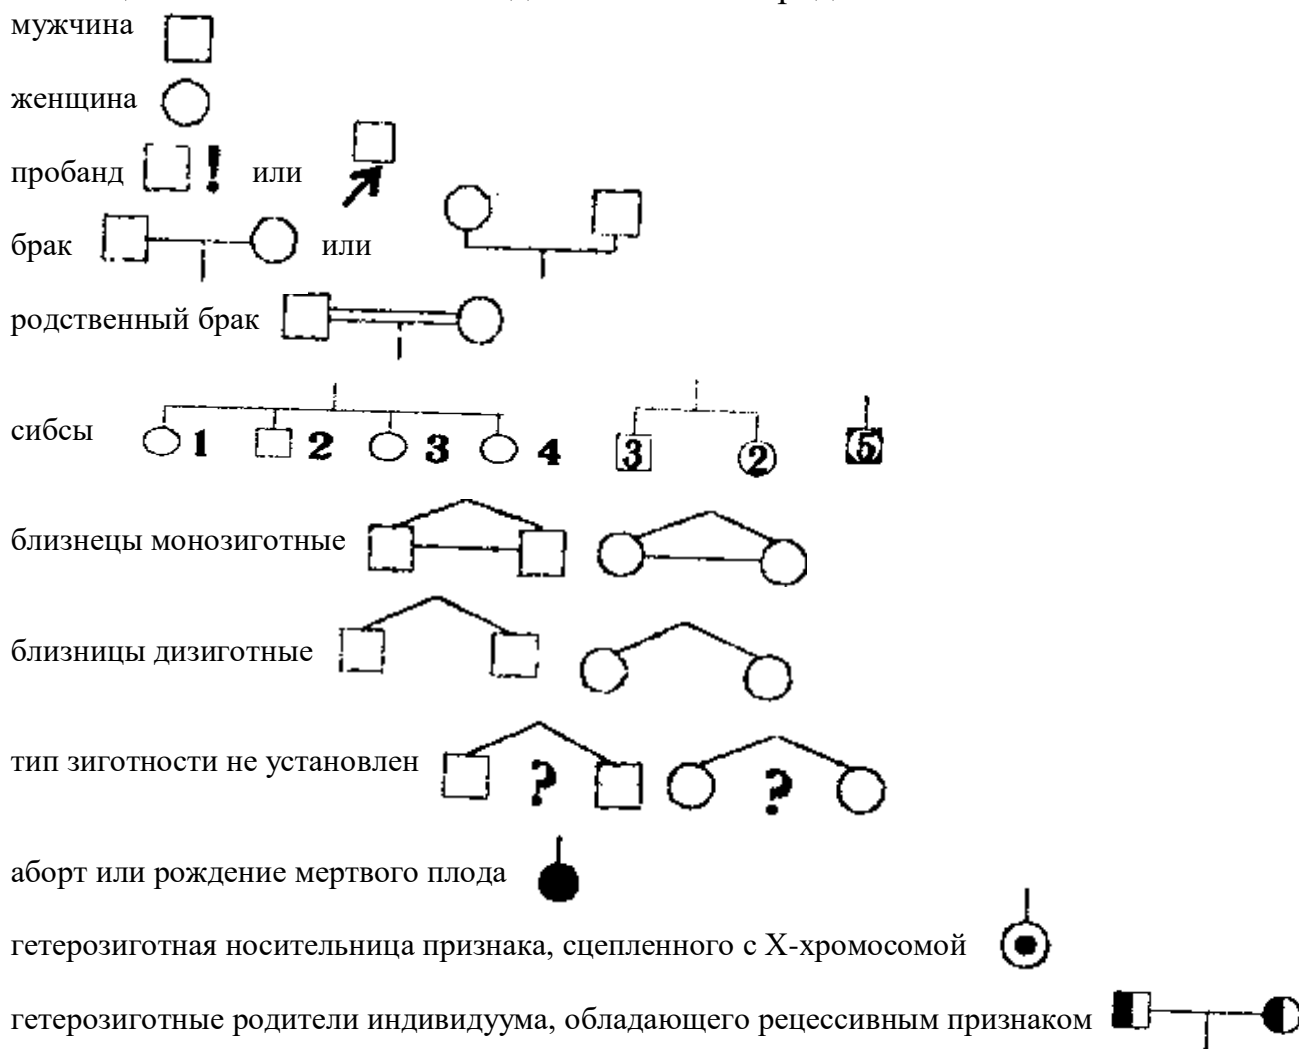 мужчина
женщина
пробанд ! или
брак или
родственный брак
сибсы 1 2 3 4 3 2 5
близнецы монозиготные
близницы дизиготные
тип зиготности не установлен ? ?
аборт или рождение мертвого плода
гетерозиготная носительница признака, сцепленного с X-хромосомой
гетерозиготные родители индивидуума, обладающего рецессивным признаком